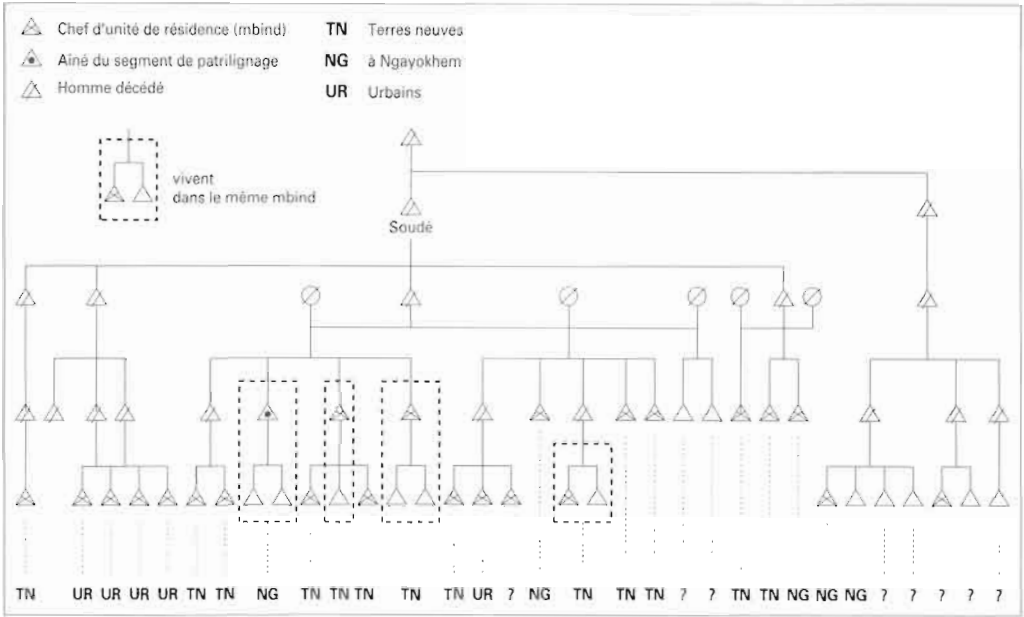 Chef d'unité de résidence (mbind) TN Terres neuves
Aîné du segment de patrilignage NG à Ngayokhem
Homme décédé UR Urbains
vivent
dans le même mbind
Soudé
TN UR UR UR UR TN TN NG TN TN TN TN TN UR ? NG TN TN TN ? ? TN TN NG NG NG ? ? ? ? ?